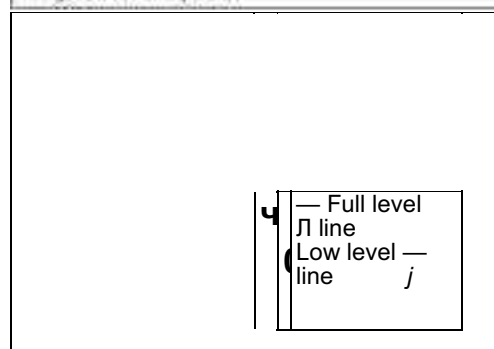 ч
— Full level
Л line
Low level —
line j